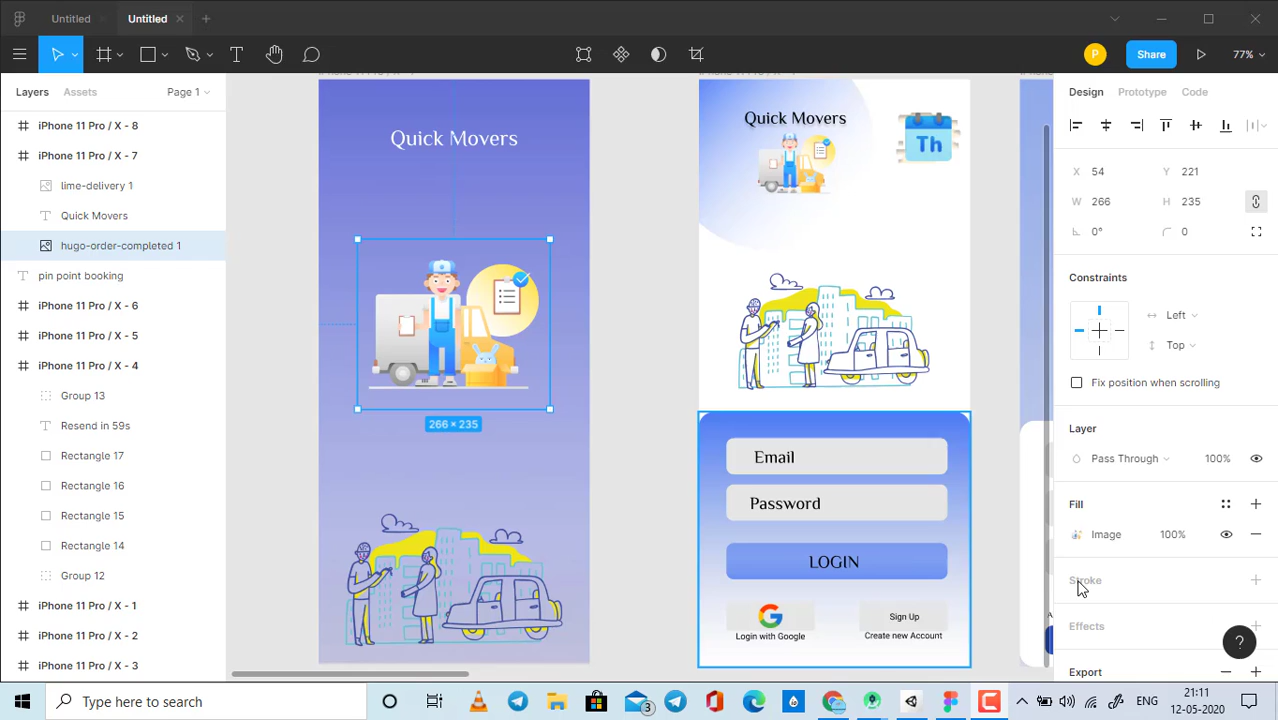 Untitled
Untitled
Share
77%
Layers
Assets
Page 1
iPhone 11 Pro / X - 8
iPhone 11 Pro / X - 7
lime-delivery 1
Quick Movers
hugo-order-completed 1
pin point booking
iPhone 11 Pro / X - 6
iPhone 11 Pro / X - 5
iPhone 11 Pro / X - 4
Group 13
Resend in 59s
Rectangle 17
Rectangle 16
Rectangle 15
Rectangle 14
Group 12
iPhone 11 Pro / X - 1
iPhone 11 Pro / X - 2
iPhone 11 Pro / X - 3
Quick Movers
266 × 235
Quick Movers
Th
Email
Password
LOGIN
Login with Google
Sign Up
Create new Account
Design
Prototype
Code
X 54
Y 221
W 266
H 235
0°
0
Constraints
Left
Top
Fix position when scrolling
Layer
Pass Through
100%
Fill
Image
100%
Stroke
Effects
Export
?
P
Type here to search
3
ENG
21:11
12-05-2020